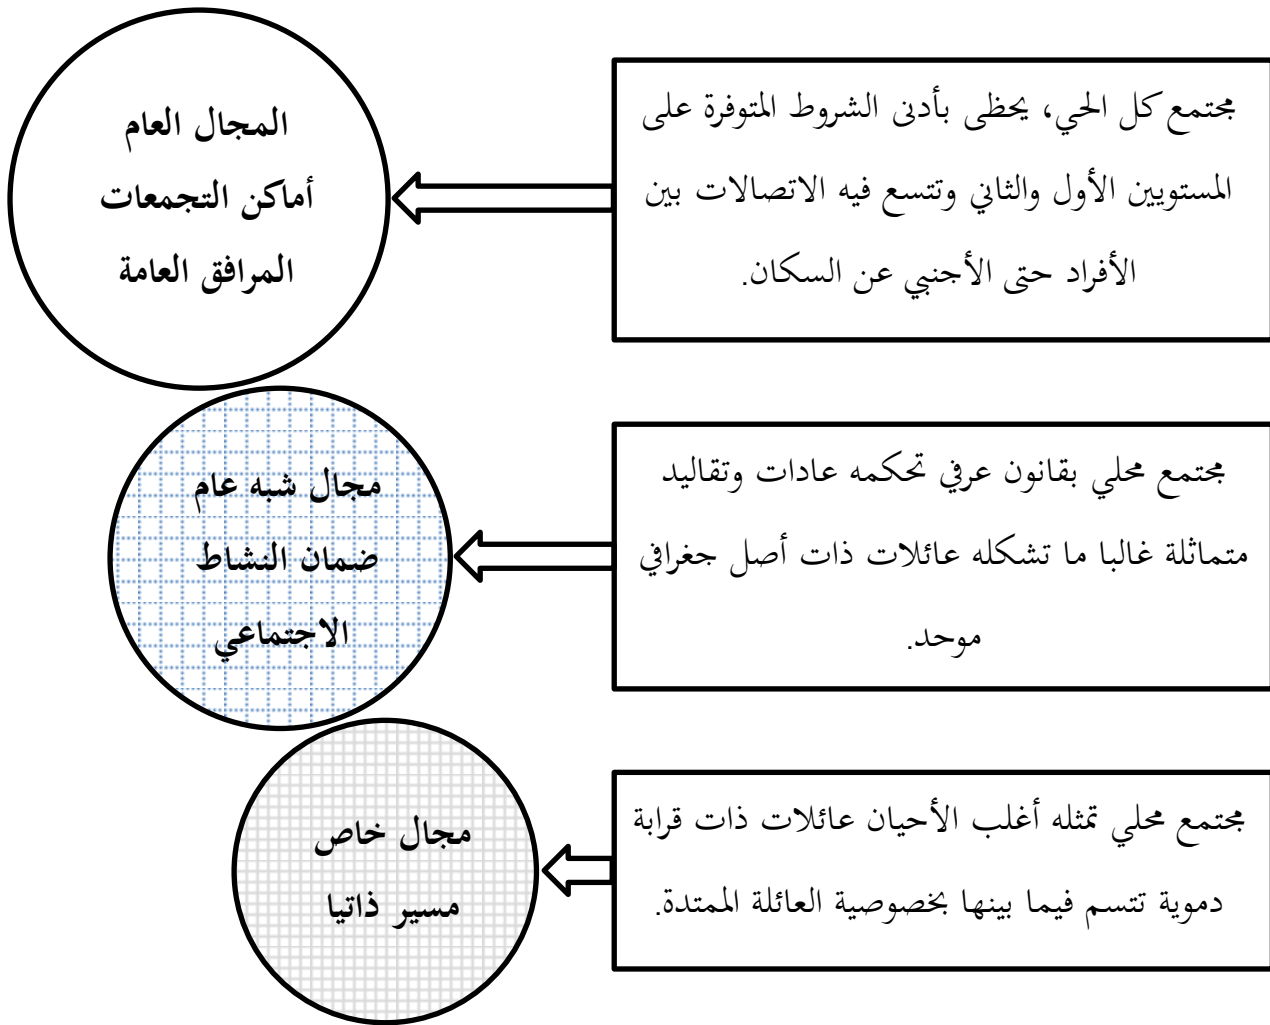 المجال العام
أماكن التجمعات
المرافق العامة
مجتمع كل الحي، يحظى بأدنى الشروط المتوفرة على
المستويين الأول والثاني وتتسع فيه الاتصالات بين
الأفراد حتى الأجنبي عن السكان.
مجال شبه عام
ضمان النشاط
الاجتماعي
مجتمع محلي بقانون عرفي تحكمه عادات وتقاليد
متماثلة غالبا ما تشكله عائلات ذات أصل جغرافي
موحد.
مجال خاص
مسير ذاتيا
مجتمع محلي تمثله أغلب الأحيان عائلات ذات قرابة
دموية تتسم فيما بينها بخصوصية العائلة الممتدة.